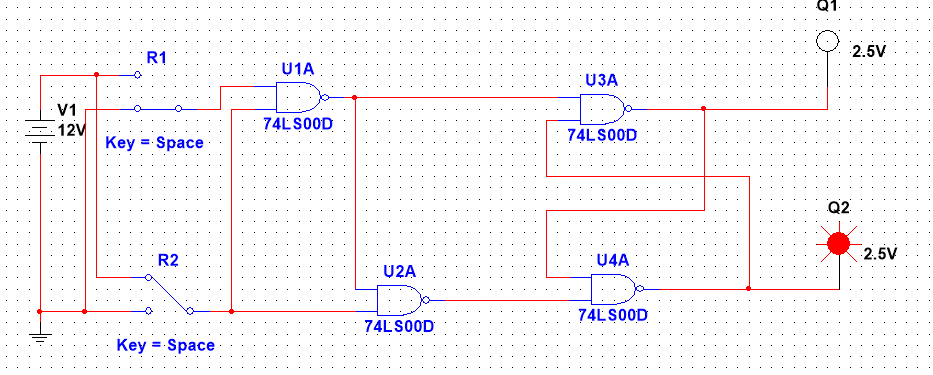 Q1
2.5V
R1
U1A
74LS00D
U3A
74LS00D
V1
12V
Key = Space
Q2
2.5V
R2
U2A
74LS00D
U4A
74LS00D
Key = Space